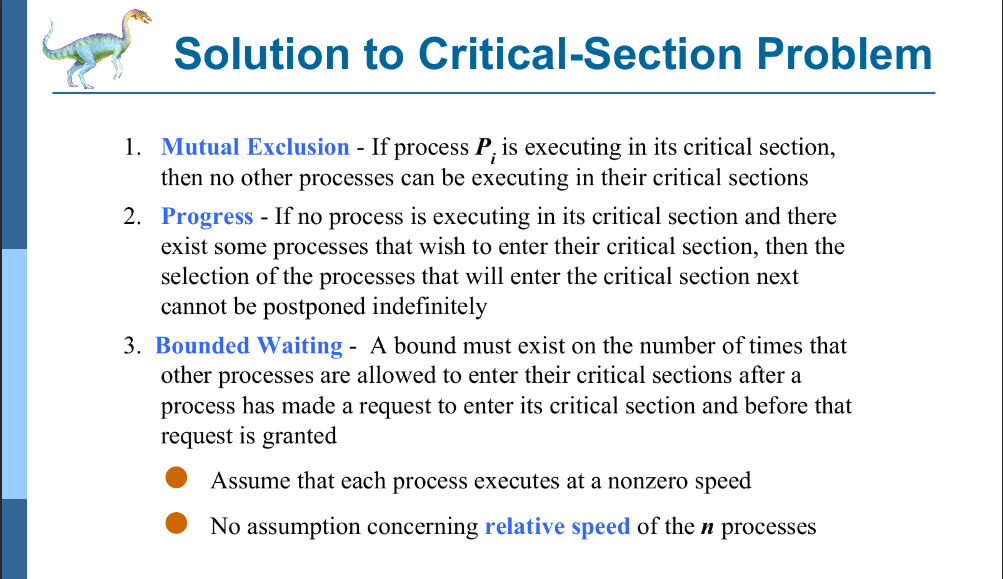 Solution to Critical-Section Problem
1. Mutual Exclusion - If process Pi is executing in its critical section,
then no other processes can be executing in their critical sections
2. Progress - If no process is executing in its critical section and there
exist some processes that wish to enter their critical section, then the
selection of the processes that will enter the critical section next
cannot be postponed indefinitely
3. Bounded Waiting - A bound must exist on the number of times that
other processes are allowed to enter their critical sections after a
process has made a request to enter its critical section and before that
request is granted
● Assume that each process executes at a nonzero speed
● No assumption concerning relative speed of the n processes